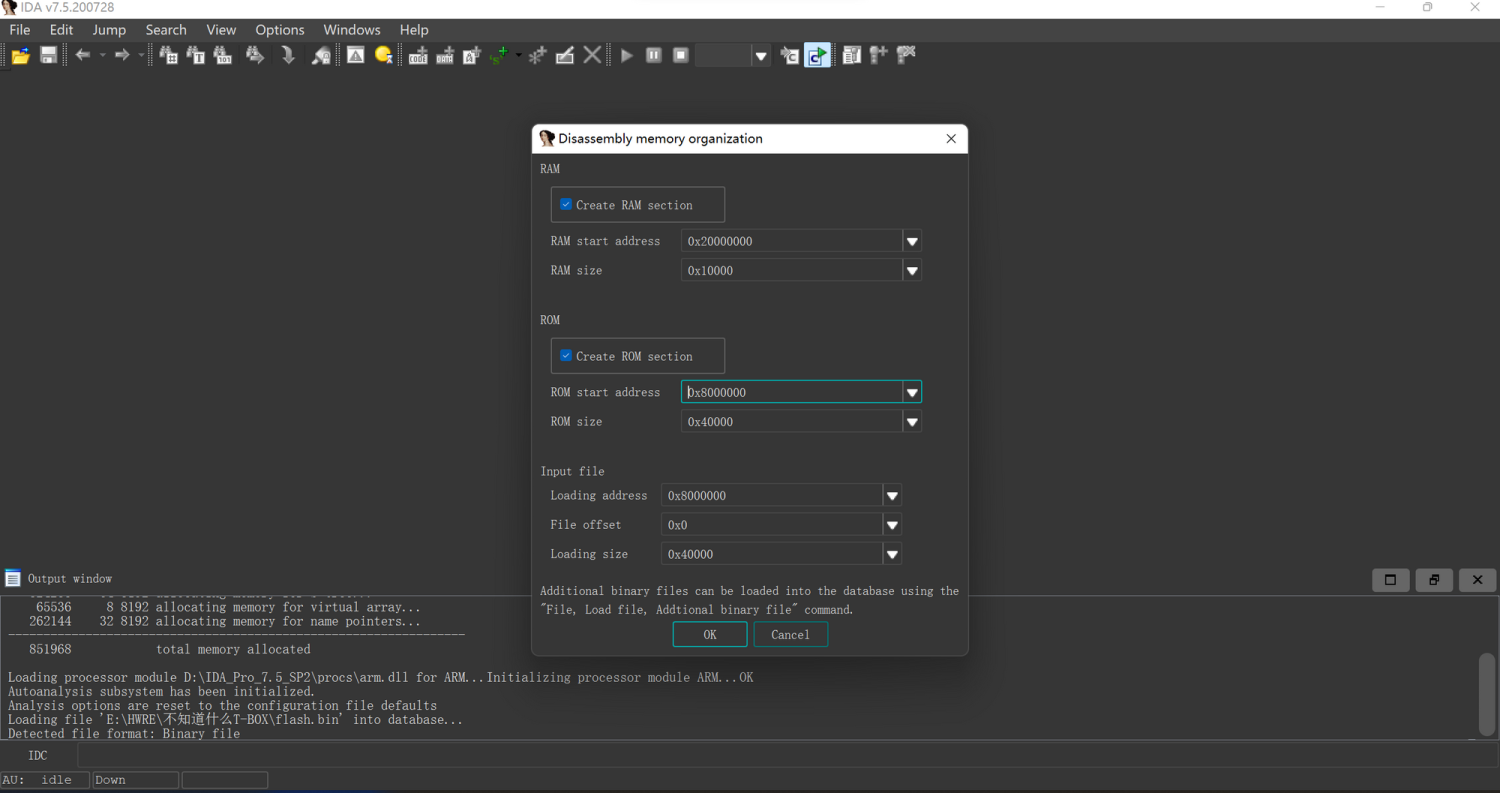 IDA v7.5.200728
File Edit Jump Search View Options Windows Help
Disassembly memory organization
RAM
Create RAM section
RAM start address 0x20000000
RAM size 0x10000
ROM
Create ROM section
ROM start address 0x8000000
ROM size 0x40000
Input file
Loading address 0x8000000
File offset 0x0
Loading size 0x40000
Additional binary files can be loaded into the database using the
"File, Load file, Addtional binary file" command.
OK Cancel
Output window
65536 8 8192 allocating memory for virtual array...
262144 32 8192 allocating memory for name pointers...
-----------------------------------------------------------------
851968 total memory allocated
Loading processor module D:\IDA_Pro_7.5_SP2\procs\arm.dll for ARM...Initializing processor module ARM...OK
Autoanalysis subsystem has been initialized.
Analysis options are reset to the configuration file defaults
Loading file 'E:\HWRE\不知道什么T-BOX\flash.bin' into database...
Detected file format: Binary file
IDC
AU: idle Down